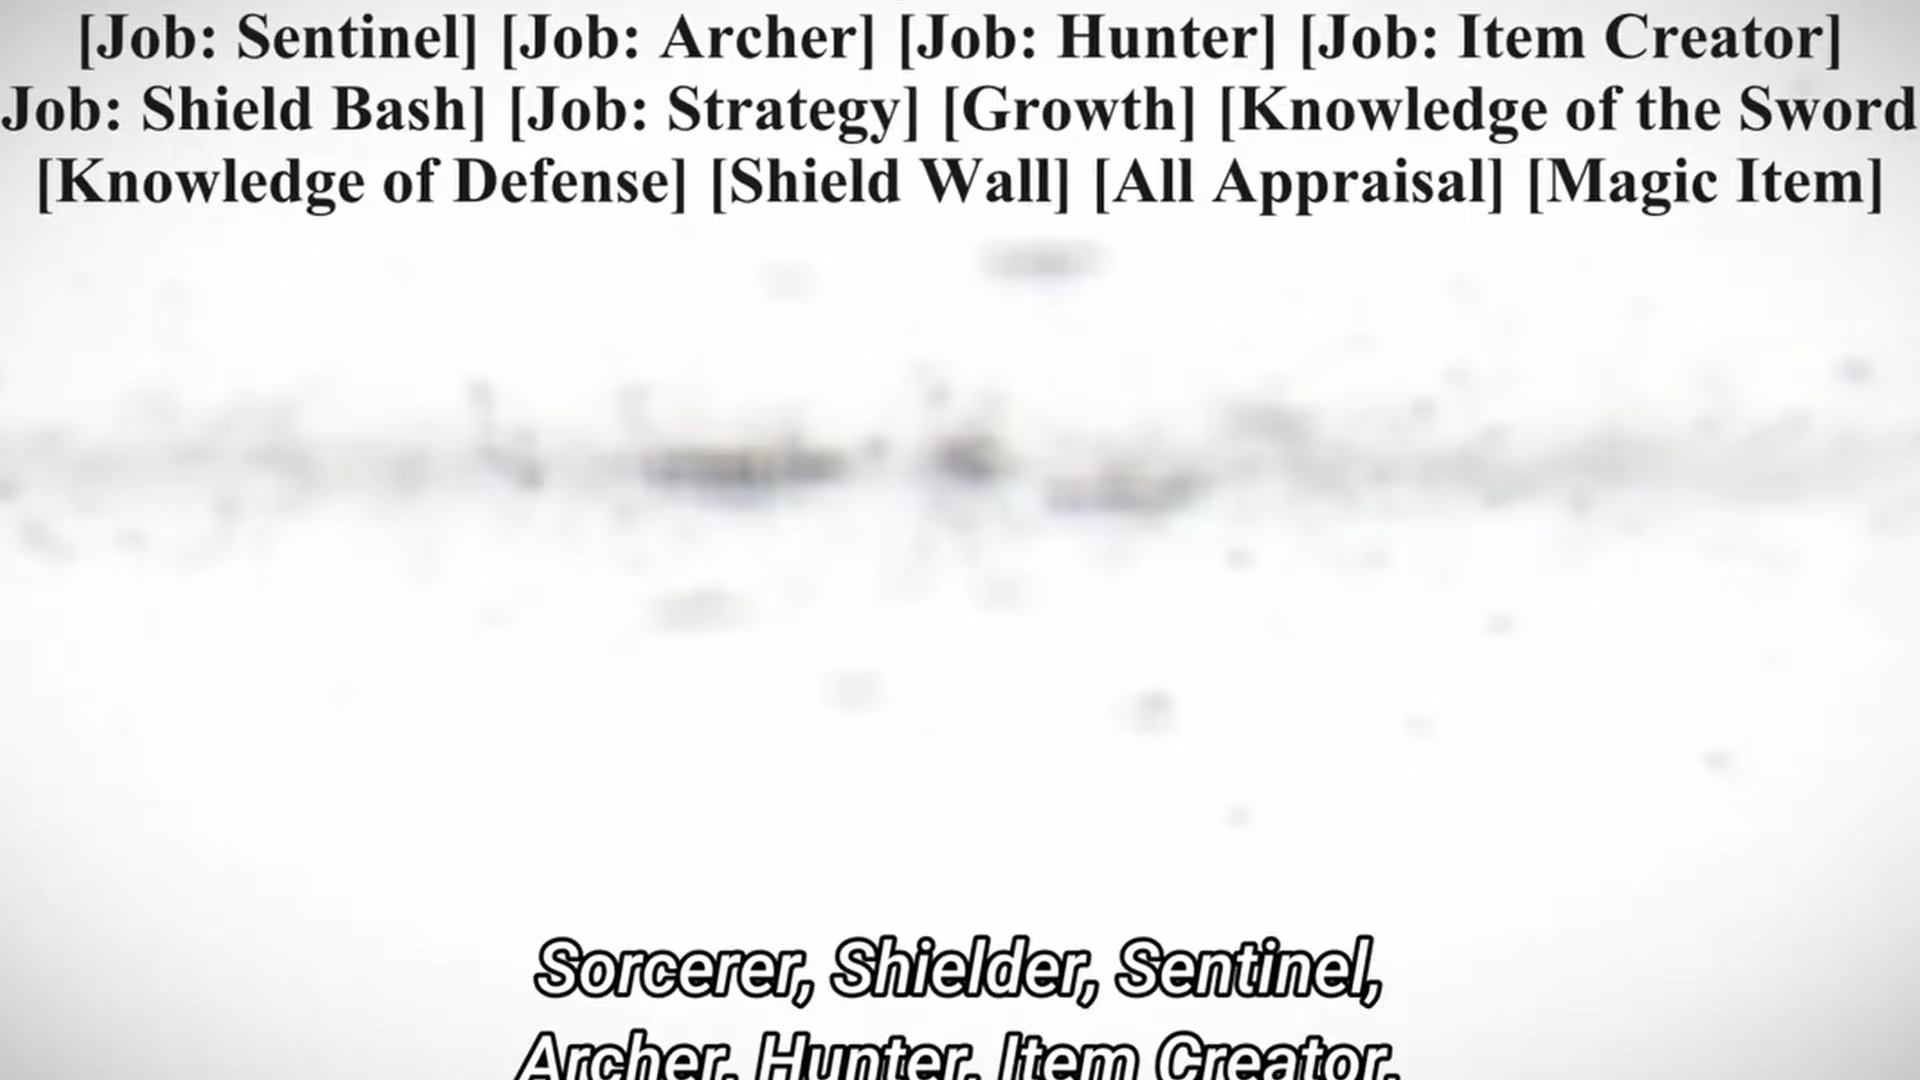 [Job: Sentinel] [Job: Archer] [Job: Hunter] [Job: Item Creator]
Job: Shield Bash] [Job: Strategy] [Growth] [Knowledge of the Sword
[Knowledge of Defense] [Shield Wall] [All Appraisal] [Magic Item]
Sorcerer, Shielder, Sentinel,
Archer, Hunter, Item Creator,